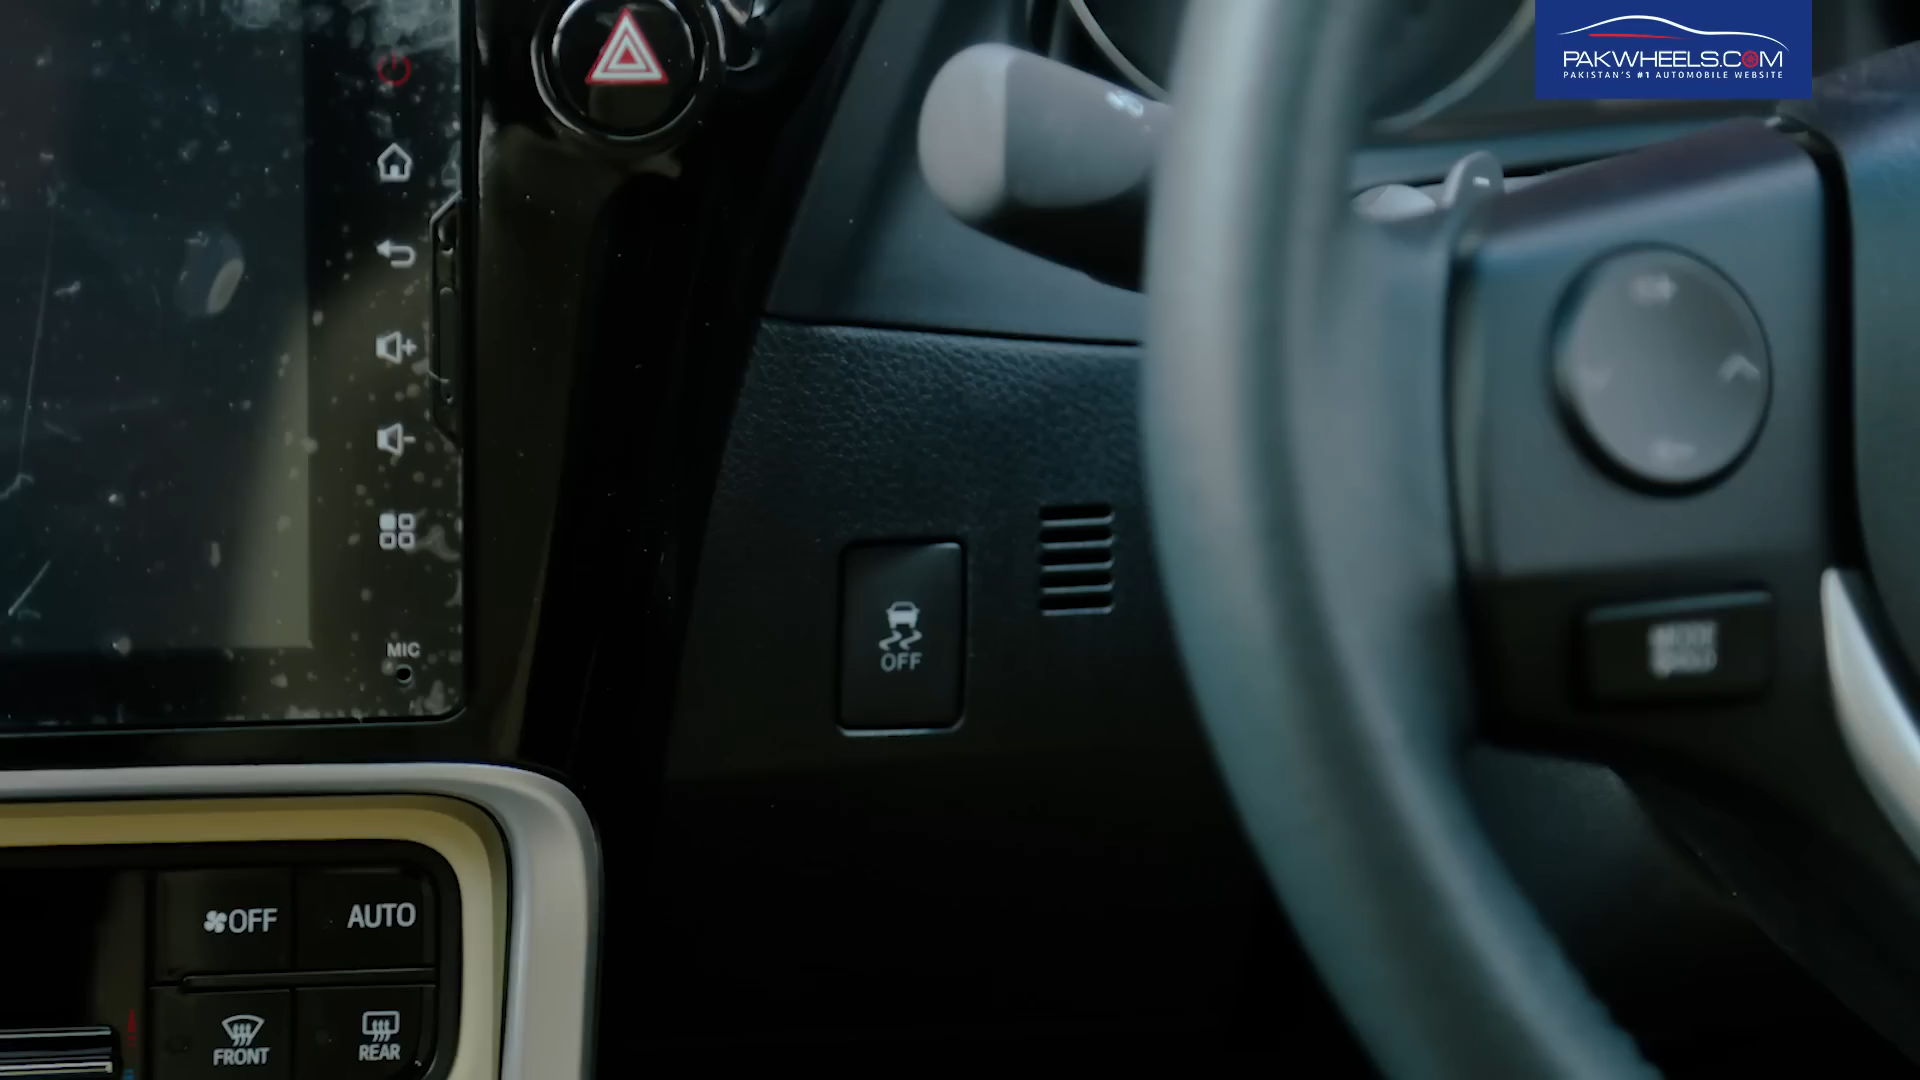 PAKWHEELS.COM
PAKISTAN'S #1 AUTOMOBILE WEBSITE
MIC
OFF
OFF
AUTO
FRONT
REAR